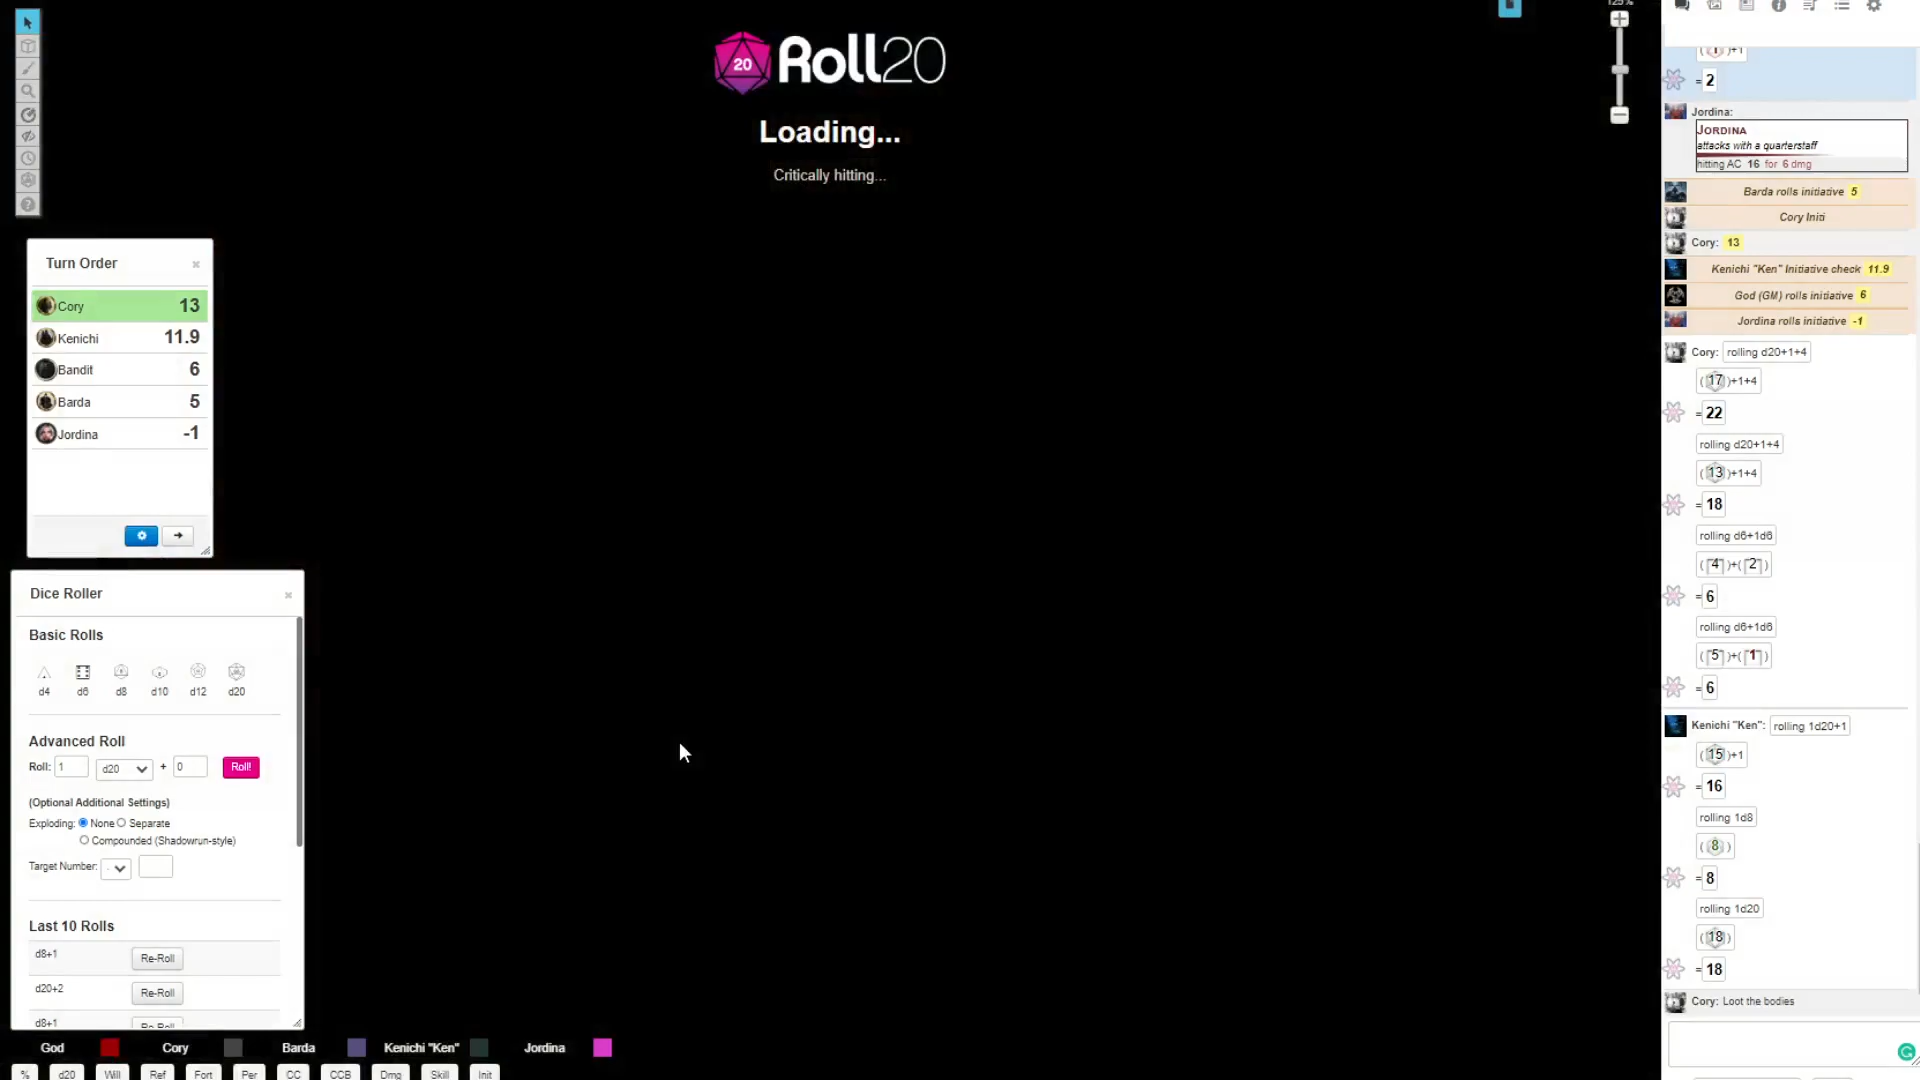 20 Roll20
Loading...
Critically hitting...
Turn Order
Cory 13
Kenichi 11.9
Bandit 6
Barda 5
Jordina -1
Dice Roller
Basic Rolls
d4 d6 d8 d10 d12 d20
Advanced Roll
Roll: 1 d20 + 0 Roll!
(Optional Additional Settings)
Exploding: None Separate
Compounded (Shadowrun-style)
Target Number:
Last 10 Rolls
d8+1 Re-Roll
d20+2 Re-Roll
d8+1 Re-Roll
God Cory Barda Kenichi "Ken" Jordina
% d20 Will Ref Fort Per CC CCB Dmg Skill Init
125%
(1)+1
=2
Jordina:
JORDINA
attacks with a quarterstaff
hitting AC 16 for 6 dmg
Barda rolls initiative 5
Cory Initi
Cory: 13
Kenichi "Ken" Initiative check 11.9
God (GM) rolls initiative 6
Jordina rolls initiative -1
Cory: rolling d20+1+4
(17)+1+4
=22
rolling d20+1+4
(13)+1+4
=18
rolling d6+1d6
(4)+(2)
=6
rolling d6+1d6
(5)+(1)
=6
Kenichi "Ken": rolling 1d20+1
(15)+1
=16
rolling 1d8
(8)
=8
rolling 1d20
(18)
=18
Cory: Loot the bodies